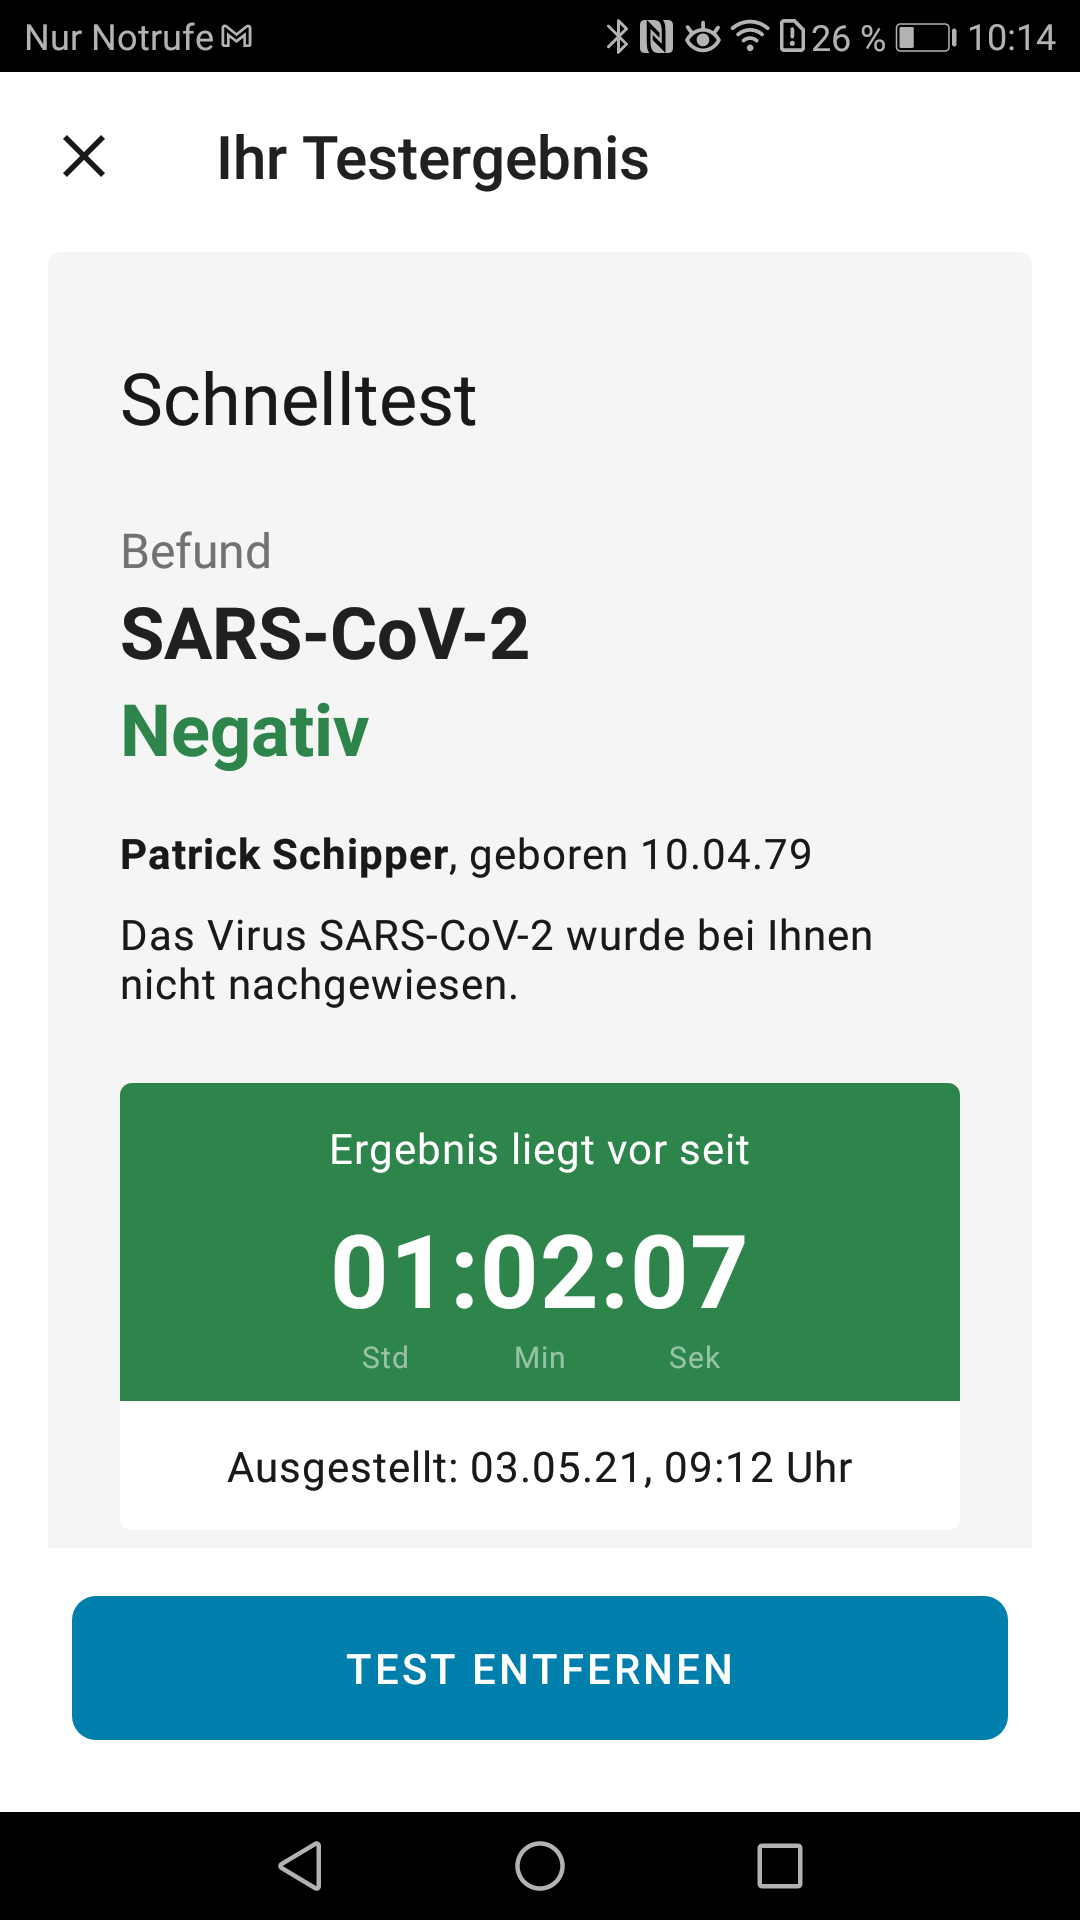 Nur Notrufe 26 % 10:14
Ihr Testergebnis
Schnelltest
Befund
SARS-CoV-2
Negativ
Patrick Schipper, geboren 10.04.79
Das Virus SARS-CoV-2 wurde bei Ihnen
nicht nachgewiesen.
Ergebnis liegt vor seit
01:02:07
Std Min Sek
Ausgestellt: 03.05.21, 09:12 Uhr
TEST ENTFERNEN